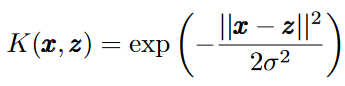 K(𝒙, 𝒛) = exp(−||𝒙 − 𝒛||²/2σ²)